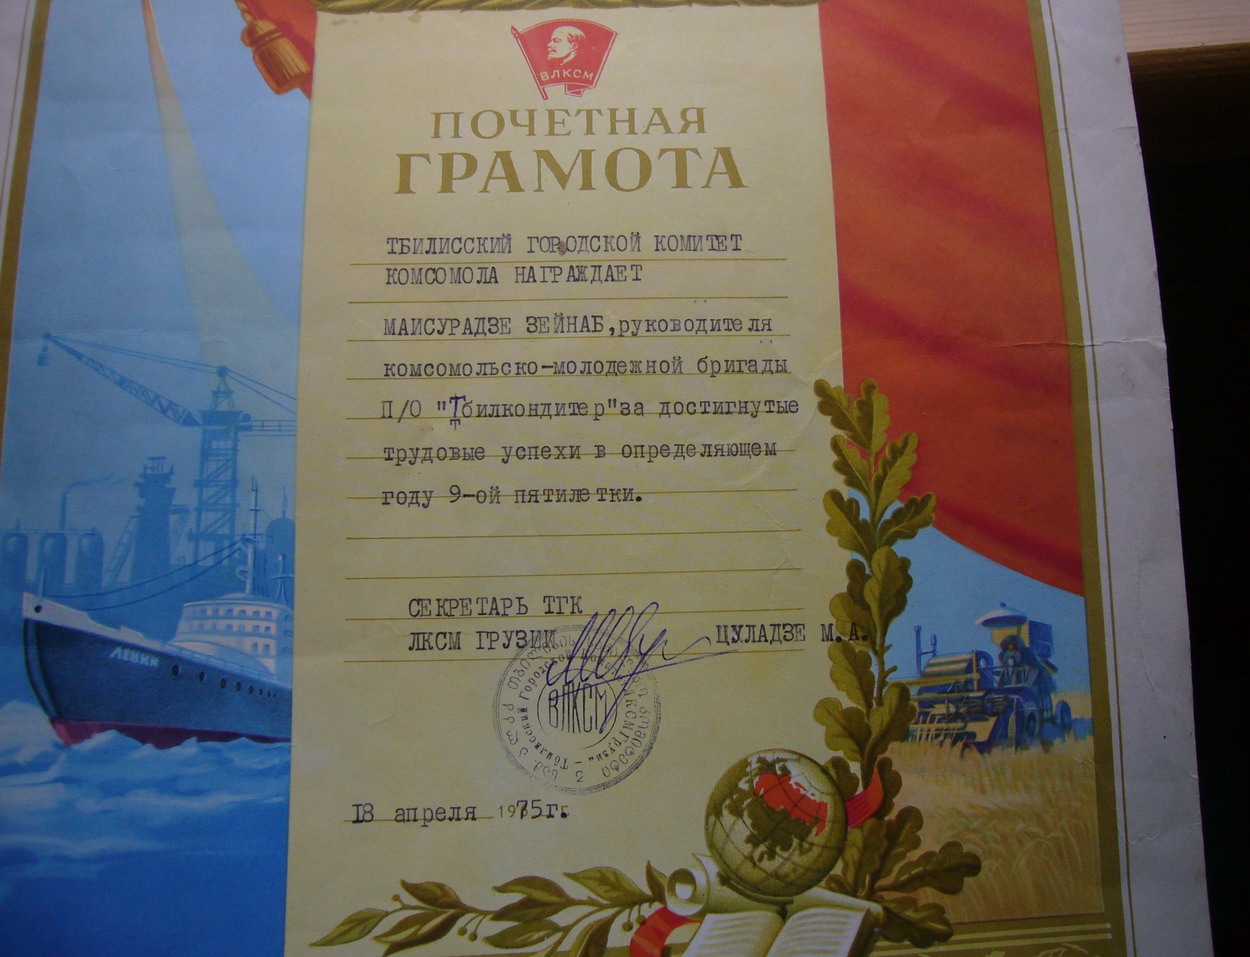 ВЛКСМ
ПОЧЕТНАЯ
ГРАМОТА
ТБИЛИССКИЙ ГОРОДСКОЙ КОМИТЕТ
КОМСОМОЛА НАГРАЖДАЕТ
МАИСУРАДЗЕ ЗЕЙНАБ,руководителя
комсомольско-молодежной бригады
П/О "Тбилкондитер"за достигнутые
трудовые успехи в определяющем
году 9-ой пятилетки.
СЕКРЕТАРЬ ТГК
ЛКСМ ГРУЗИИ ЦУЛАДЗЕ М.А.
ВЛКСМ
18 апреля 1975г.
ЛЕНИН